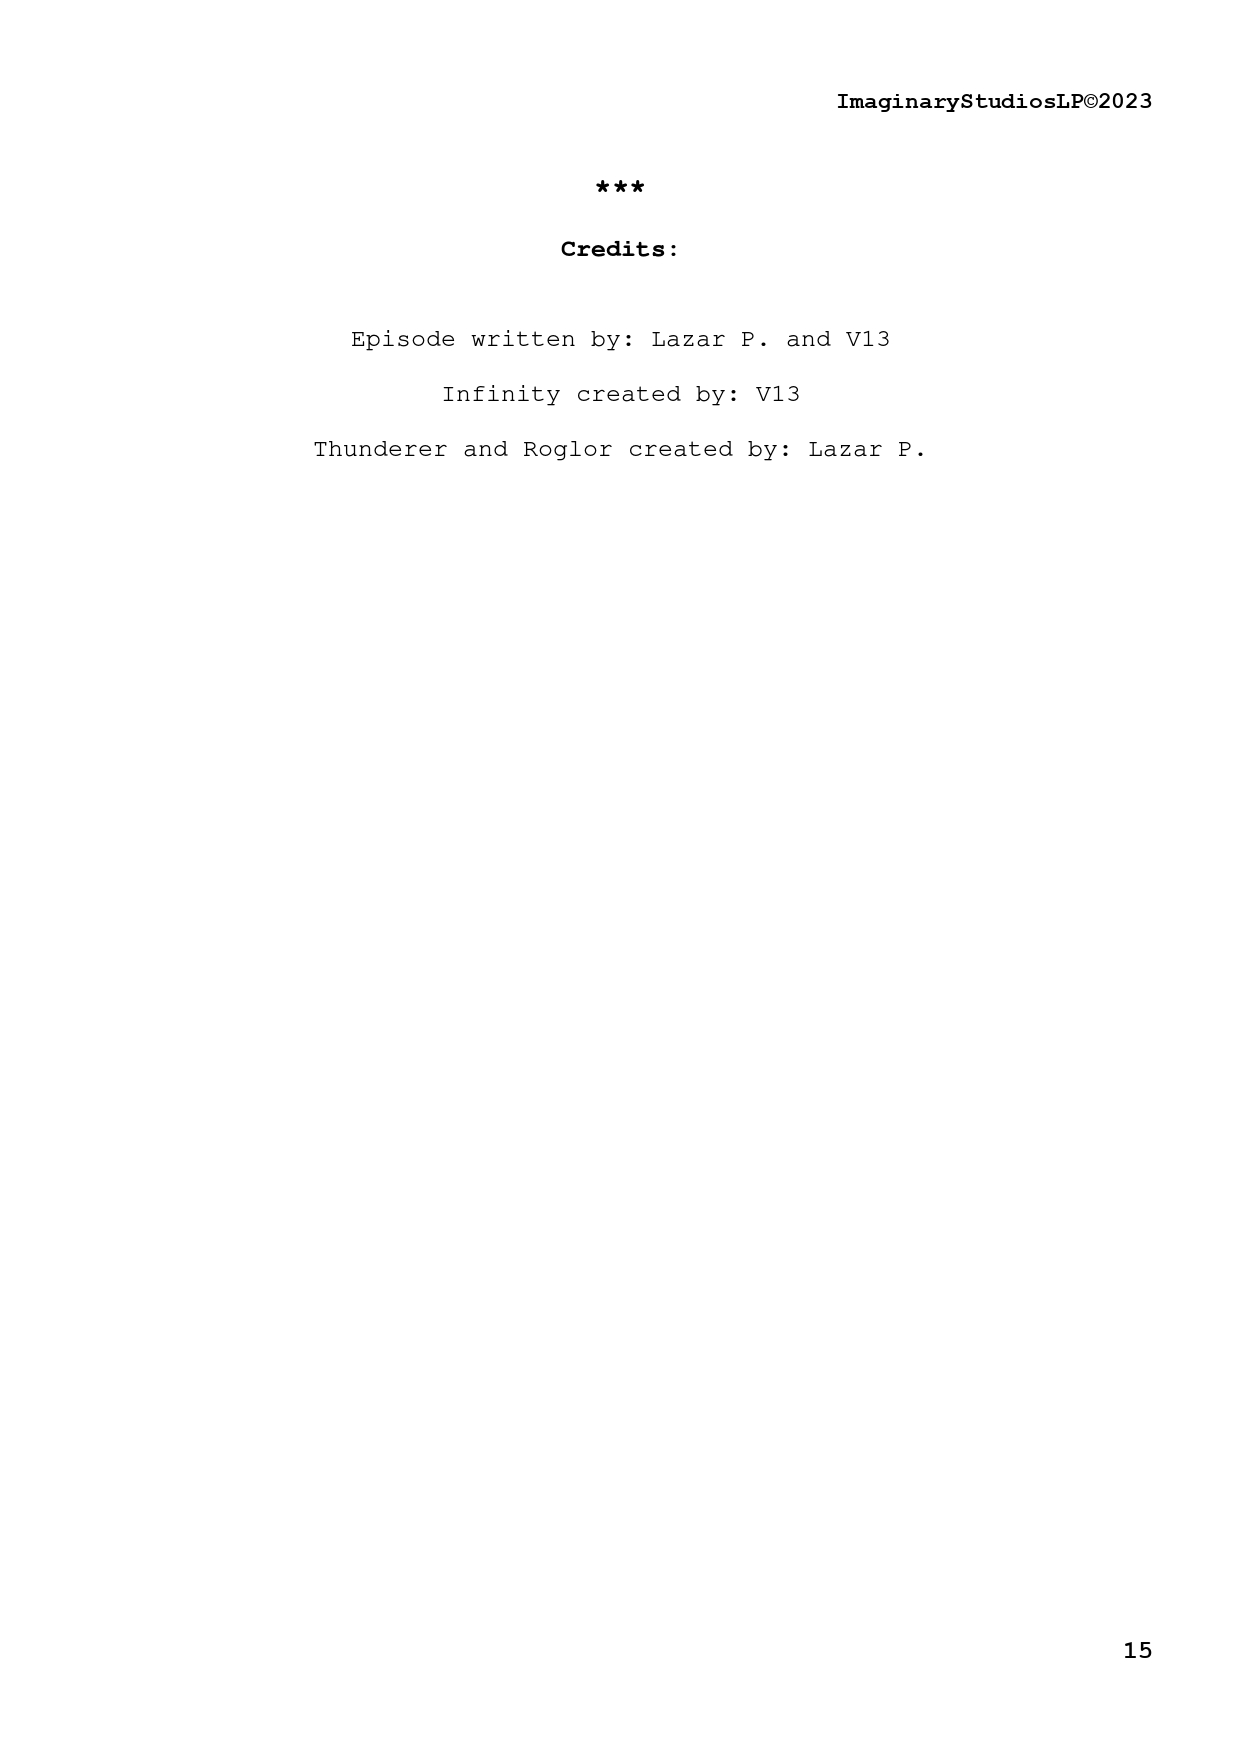 ImaginaryStudiosLP©2023
***
Credits:
Episode written by: Lazar P. and V13
Infinity created by: V13
Thunderer and Roglor created by: Lazar P.
15